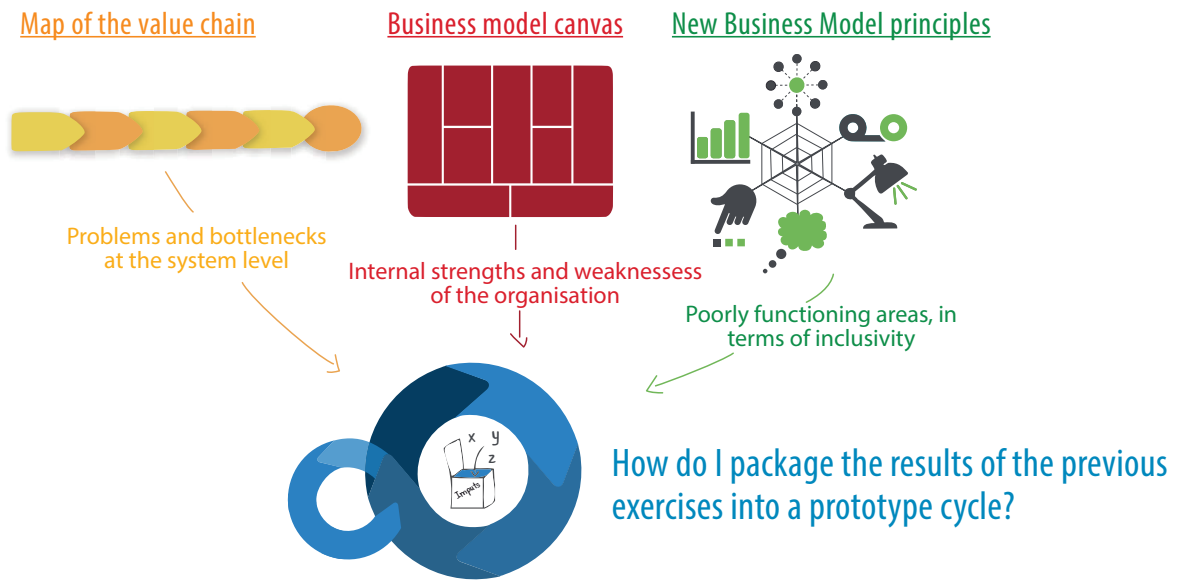 Map of the value chain
Business model canvas
New Business Model principles
Problems and bottlenecks
at the system level
Internal strengths and weaknessess
of the organisation
Poorly functioning areas, in
terms of inclusivity
x y
z
Imputs
How do I package the results of the previous
exercises into a prototype cycle?